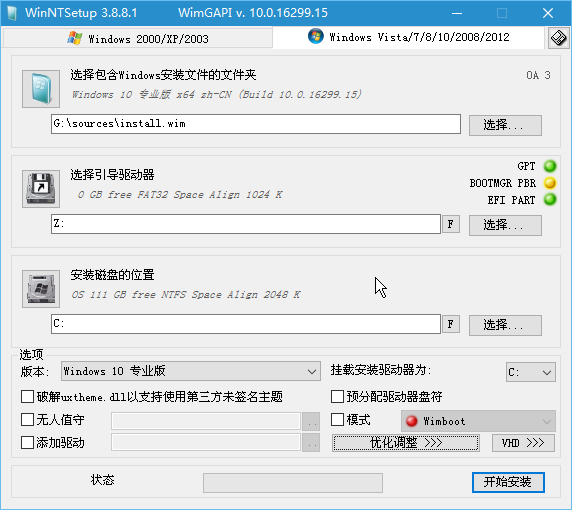 WinNTSetup 3.8.8.1 WimGAPI v. 10.0.16299.15
Windows 2000/XP/2003
Windows Vista/7/8/10/2008/2012
选择包含Windows安装文件的文件夹
OA 3
Windows 10 专业版 x64 zh-CN (Build 10.0.16299.15)
G:\sources\install.wim
选择...
选择引导驱动器
GPT
BOOTMGR PBR
EFI PART
0 GB free FAT32 Space Align 1024 K
Z:
F
选择...
安装磁盘的位置
OS 111 GB free NTFS Space Align 2048 K
C:
F
选择...
选项
版本:
Windows 10 专业版
挂载安装驱动器为:
C:
破解uxtheme.dll以支持使用第三方未签名主题
预分配驱动器盘符
无人值守
..
模式
Wimboot
添加驱动
..
优化调整 >>>
VHD >>>
状态
开始安装